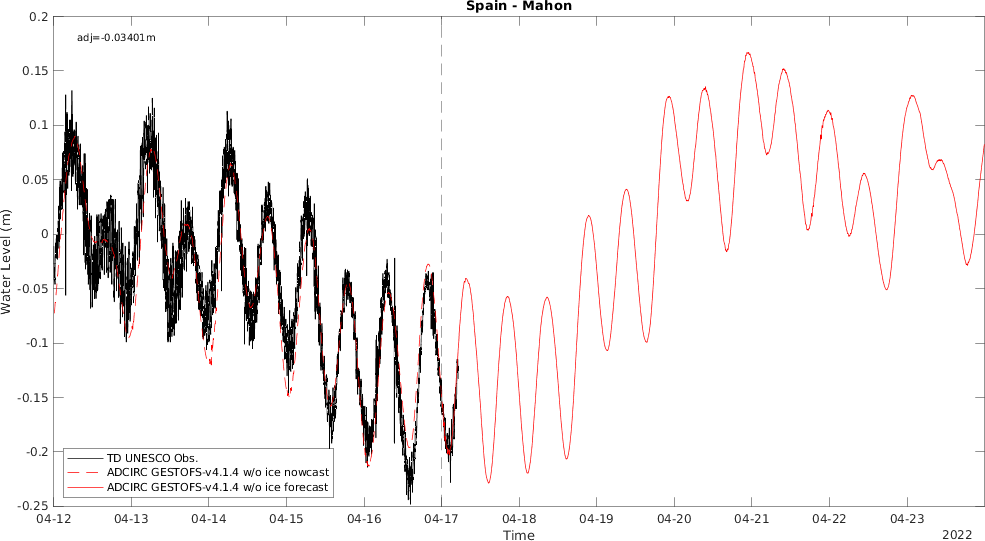 Spain - Mahon
adj=-0.03401m
0.2
0.15
0.1
0.05
0
-0.05
-0.1
-0.15
-0.2
-0.25
Water Level (m)
TD UNESCO Obs.
ADCIRC GESTOFS-v4.1.4 w/o ice nowcast
ADCIRC GESTOFS-v4.1.4 w/o ice forecast
04-12 04-13 04-14 04-15 04-16 04-17 04-18 04-19 04-20 04-21 04-22 04-23
Time
2022